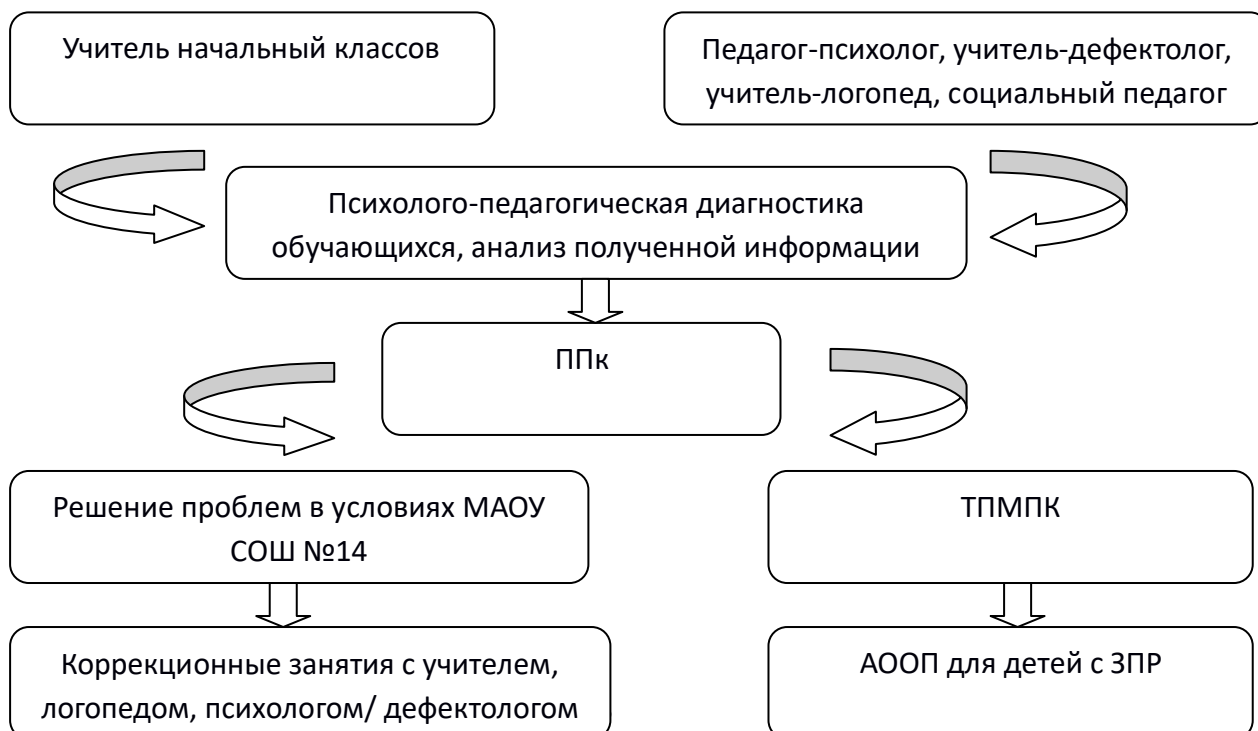 Учитель начальный классов
Педагог-психолог, учитель-дефектолог,
учитель-логопед, социальный педагог
Психолого-педагогическая диагностика
обучающихся, анализ полученной информации
ППк
Решение проблем в условиях МАОУ
СОШ №14
ТПМПК
Коррекционные занятия с учителем,
логопедом, психологом/ дефектологом
АООП для детей с ЗПР